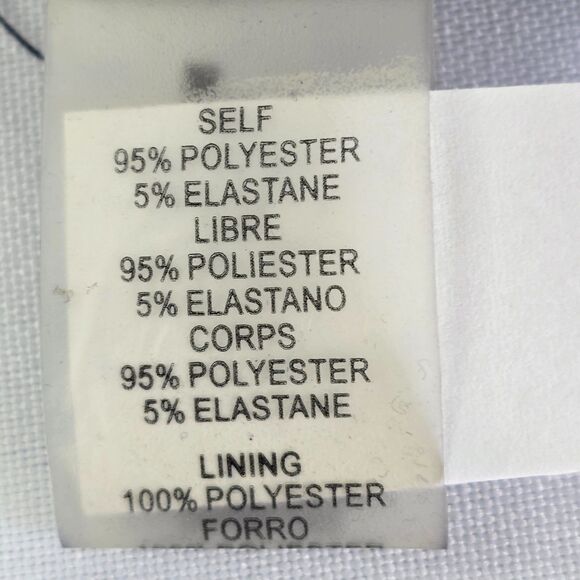 SELF
95% POLYESTER
5% ELASTANE
LIBRE
95% POLIESTER
5% ELASTANO
CORPS
95% POLYESTER
5% ELASTANE
LINING
100% POLYESTER
FORRO